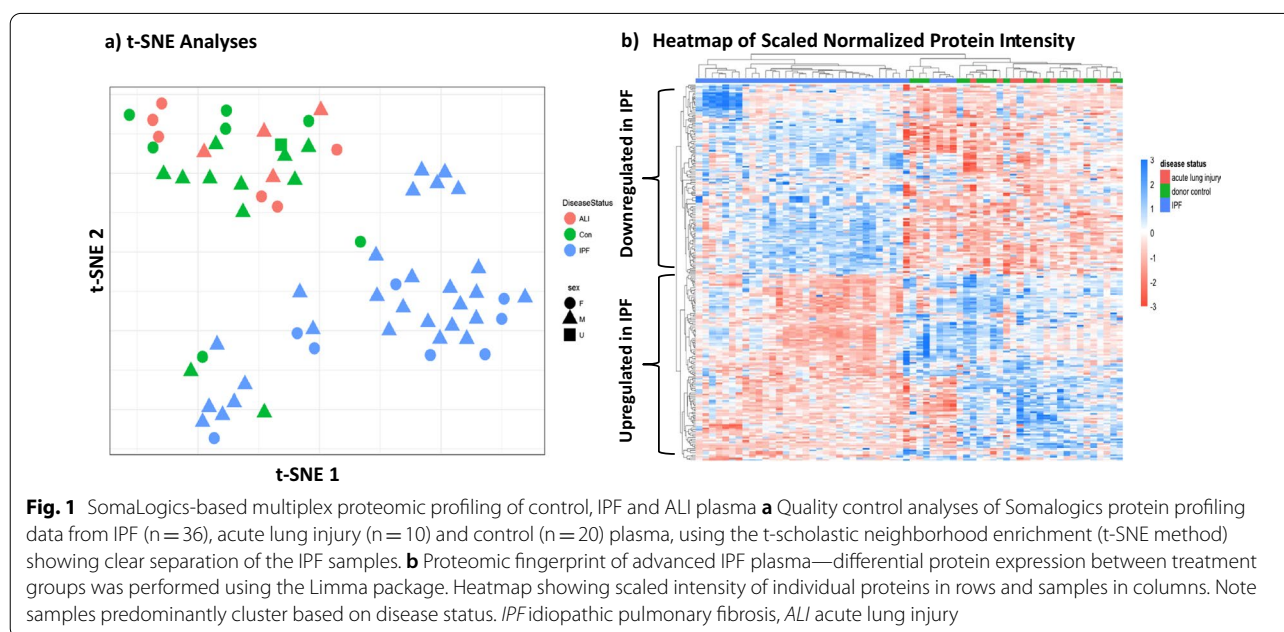 a) t-SNE Analyses
t-SNE 2
t-SNE 1
DiseaseStatus
ALI
Con
IPF
sex
F
M
U
b) Heatmap of Scaled Normalized Protein Intensity
Downregulated in IPF
Upregulated in IPF
3
2
1
0
-1
-2
-3
disease status
acute lung injury
donor control
IPF
Fig. 1 SomaLogics-based multiplex proteomic profiling of control, IPF and ALI plasma a Quality control analyses of Somalogics protein profiling
data from IPF (n = 36), acute lung injury (n = 10) and control (n = 20) plasma, using the t-scholastic neighborhood enrichment (t-SNE method)
showing clear separation of the IPF samples. b Proteomic fingerprint of advanced IPF plasma—differential protein expression between treatment
groups was performed using the Limma package. Heatmap showing scaled intensity of individual proteins in rows and samples in columns. Note
samples predominantly cluster based on disease status. IPF idiopathic pulmonary fibrosis, ALI acute lung injury